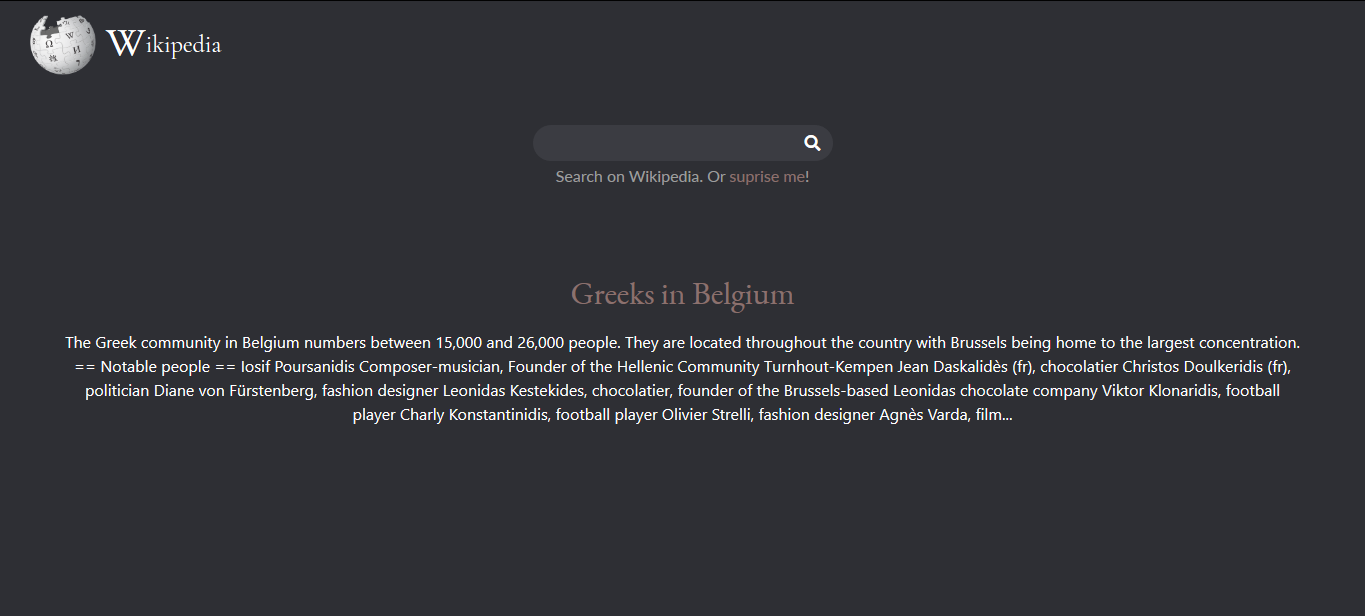 Wikipedia
Search on Wikipedia. Or suprise me!
Greeks in Belgium
The Greek community in Belgium numbers between 15,000 and 26,000 people. They are located throughout the country with Brussels being home to the largest concentration.
== Notable people == Iosif Poursanidis Composer-musician, Founder of the Hellenic Community Turnhout-Kempen Jean Daskalidès (fr), chocolatier Christos Doulkeridis (fr),
politician Diane von Fürstenberg, fashion designer Leonidas Kestekides, chocolatier, founder of the Brussels-based Leonidas chocolate company Viktor Klonaridis, football
player Charly Konstantinidis, football player Olivier Strelli, fashion designer Agnès Varda, film...